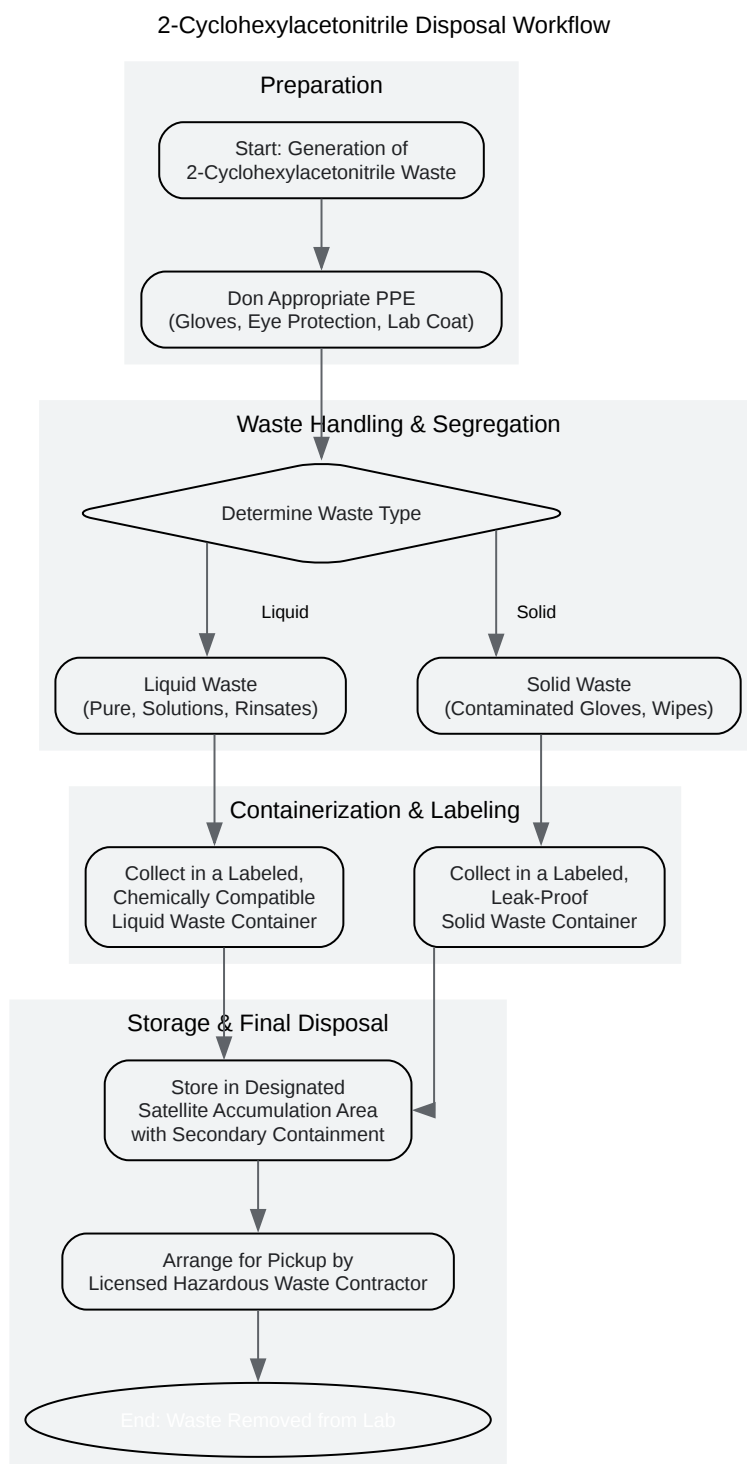 2-Cyclohexylacetonitrile Disposal Workflow
Preparation
Start: Generation of
2-Cyclohexylacetonitrile Waste
Don Appropriate PPE
(Gloves, Eye Protection, Lab Coat)
Waste Handling & Segregation
Determine Waste Type
Liquid
Solid
Liquid Waste
(Pure, Solutions, Rinsates)
Solid Waste
(Contaminated Gloves, Wipes)
Containerization & Labeling
Collect in a Labeled,
Chemically Compatible
Liquid Waste Container
Collect in a Labeled,
Leak-Proof
Solid Waste Container
Storage & Final Disposal
Store in Designated
Satellite Accumulation Area
with Secondary Containment
Arrange for Pickup by
Licensed Hazardous Waste Contractor
End: Waste Removed from Lab